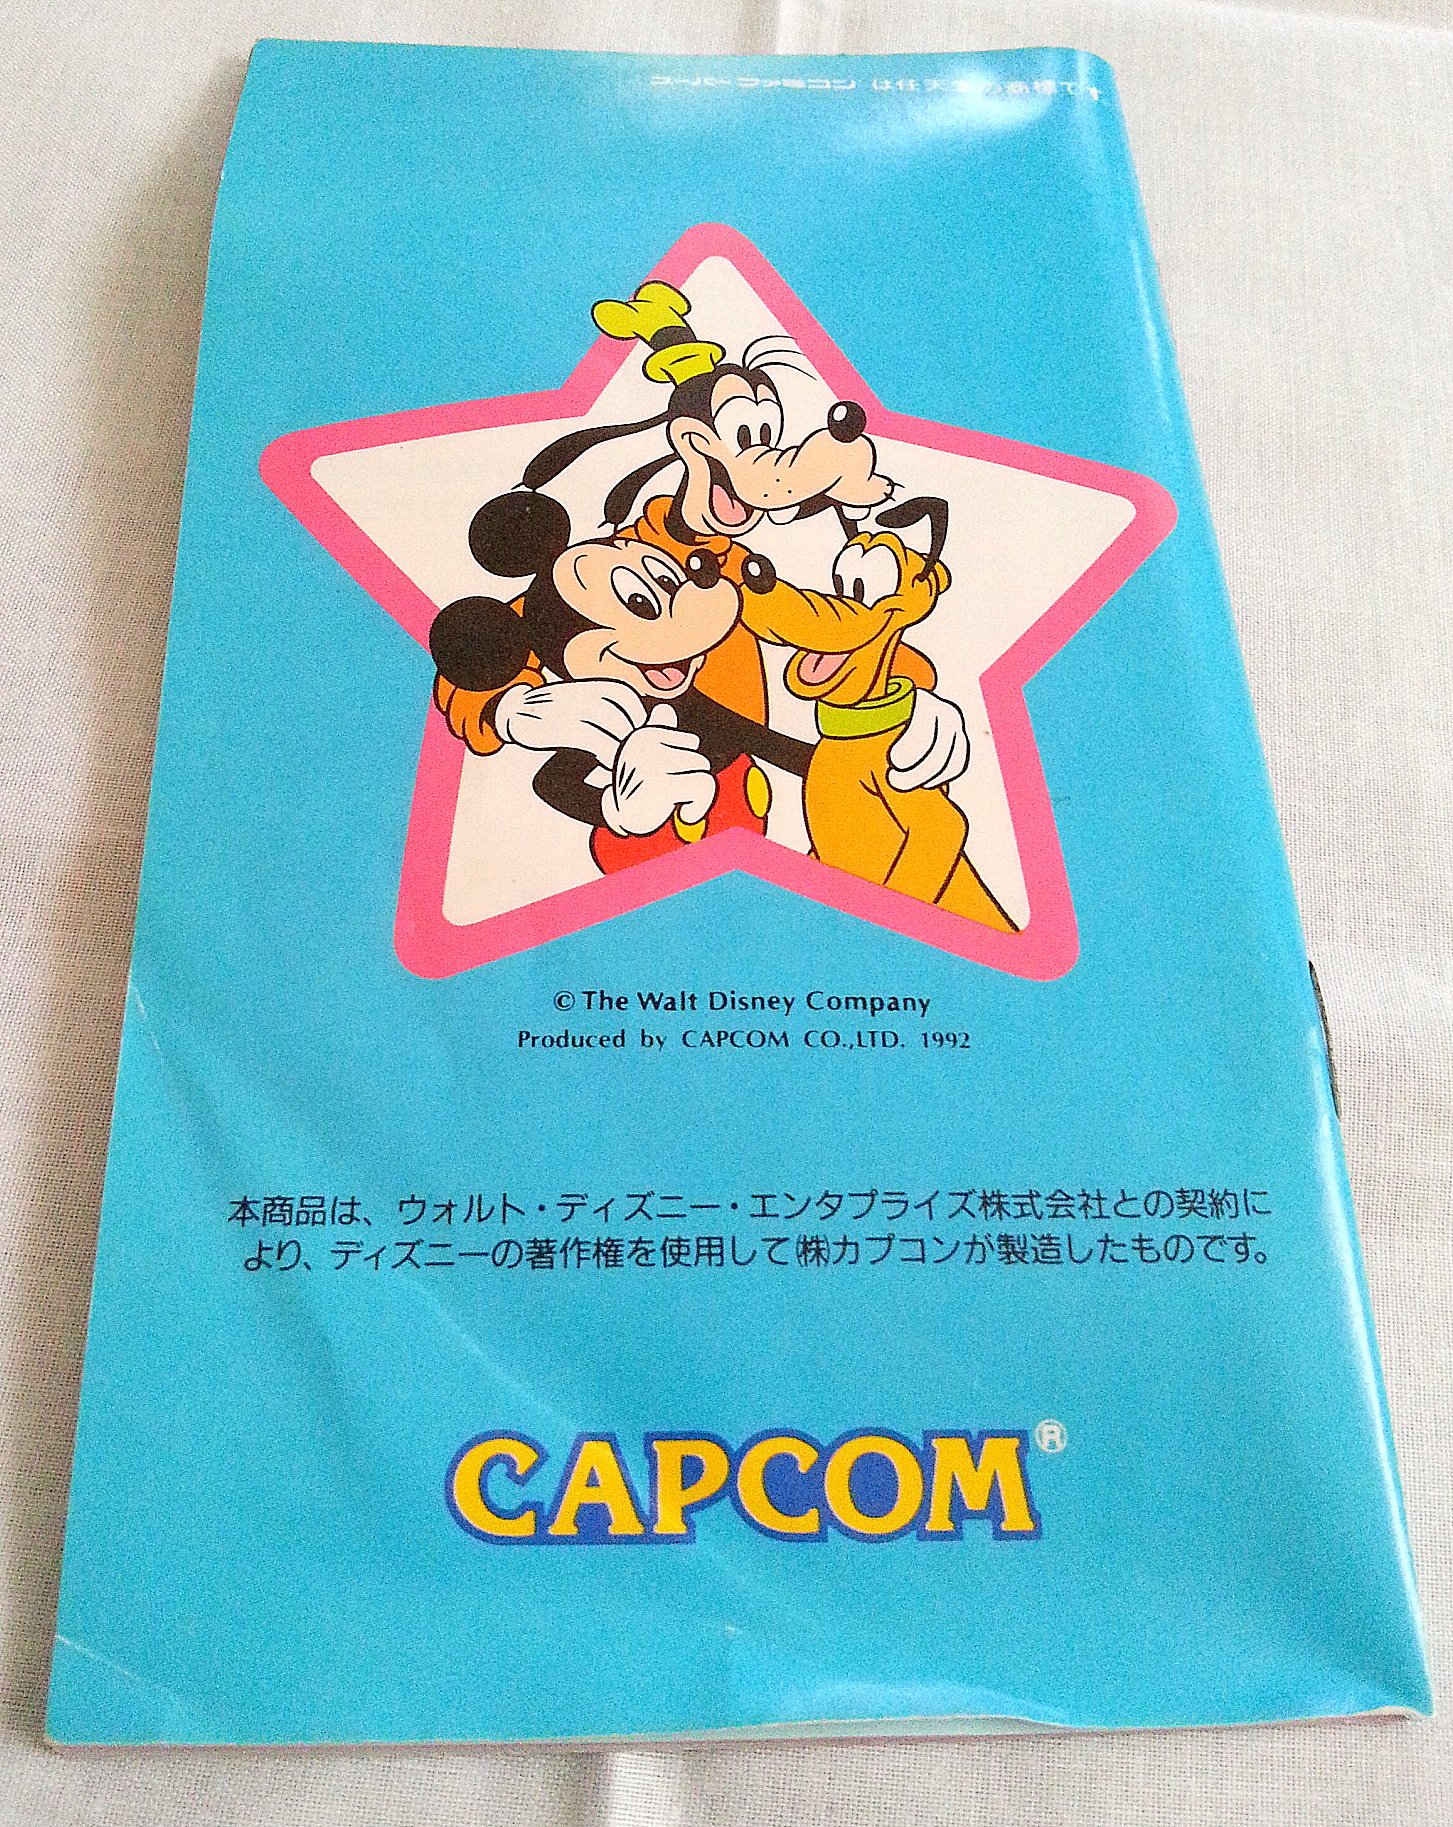 スーパーファミコン は任天堂の商標です
© The Walt Disney Company
Produced by CAPCOM CO.,LTD. 1992
本商品は、ウォルト・ディズニー・エンタプライズ株式会社との契約に
より、ディズニーの著作権を使用して㈱カプコンが製造したものです。
CAPCOM®